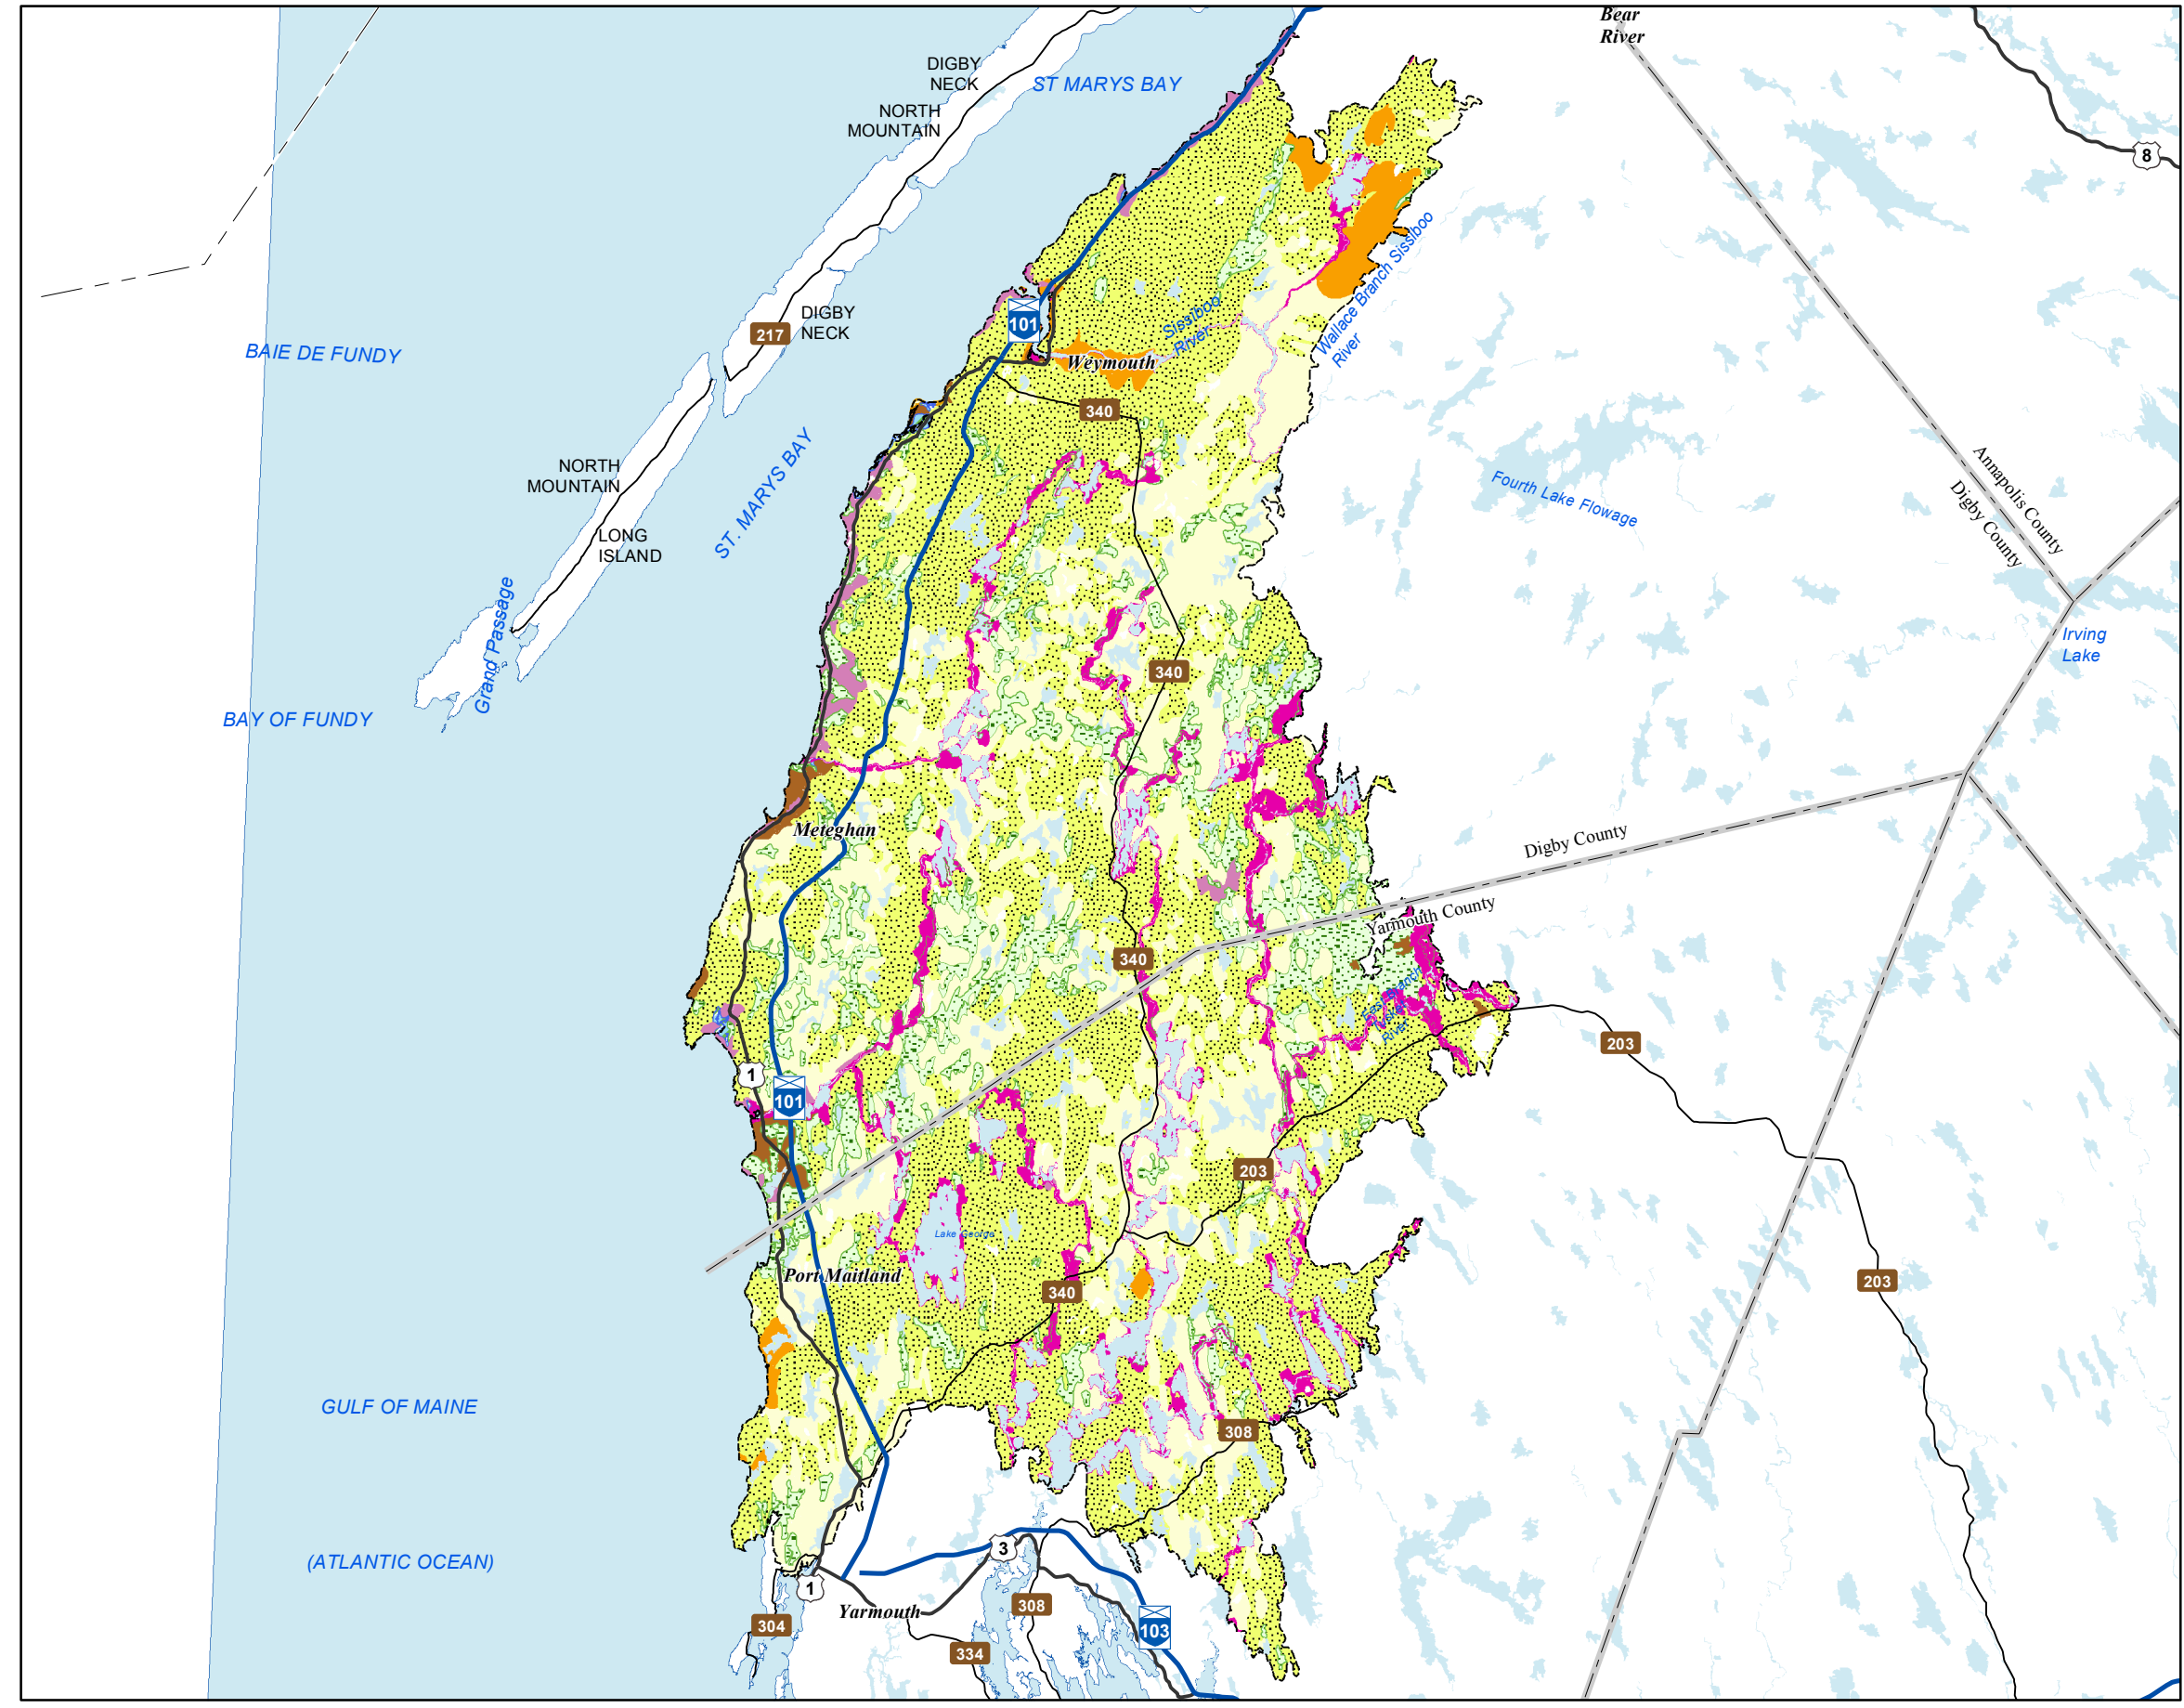 Bear
River
DIGBY
NECK
ST MARYS BAY
NORTH
MOUNTAIN
8
Wallace Branch Sissiboo
River
Sissiboo
River
101
DIGBY
NECK
217
BAIE DE FUNDY
Weymouth
340
ST. MARYS BAY
NORTH
MOUNTAIN
LONG
ISLAND
Fourth Lake Flowage
Annapolis County
Digby County
Grand Passage
Irving
Lake
340
BAY OF FUNDY
Meteghan
Digby County
Yarmouth County
340
River
203
1
101
203
Lake George
Port Maitland
340
203
GULF OF MAINE
308
(ATLANTIC OCEAN)
3
1
Yarmouth
308
304
103
334